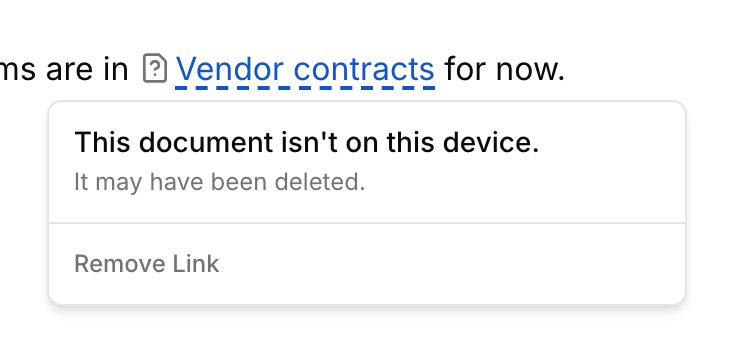 ms are in Vendor contracts for now.
This document isn't on this device.
It may have been deleted.
Remove Link